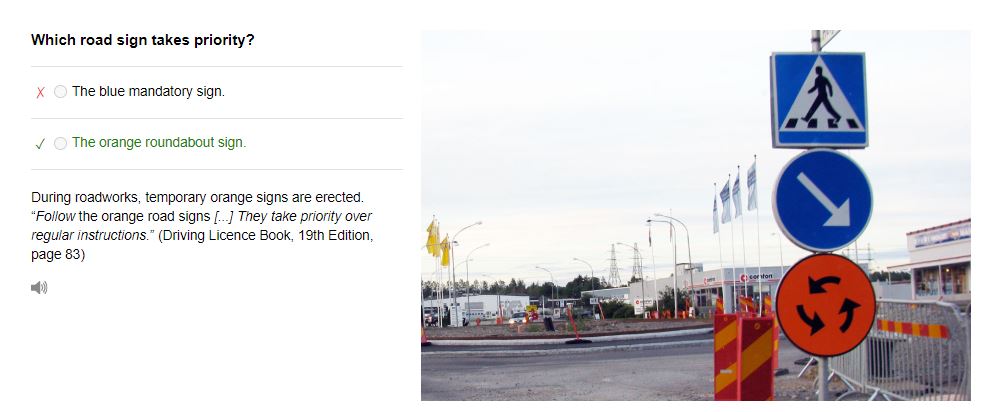 Which road sign takes priority?
✗ The blue mandatory sign.
✓ The orange roundabout sign.
During roadworks, temporary orange signs are erected.
“Follow the orange road signs [...] They take priority over
regular instructions.” (Driving Licence Book, 19th Edition,
page 83)